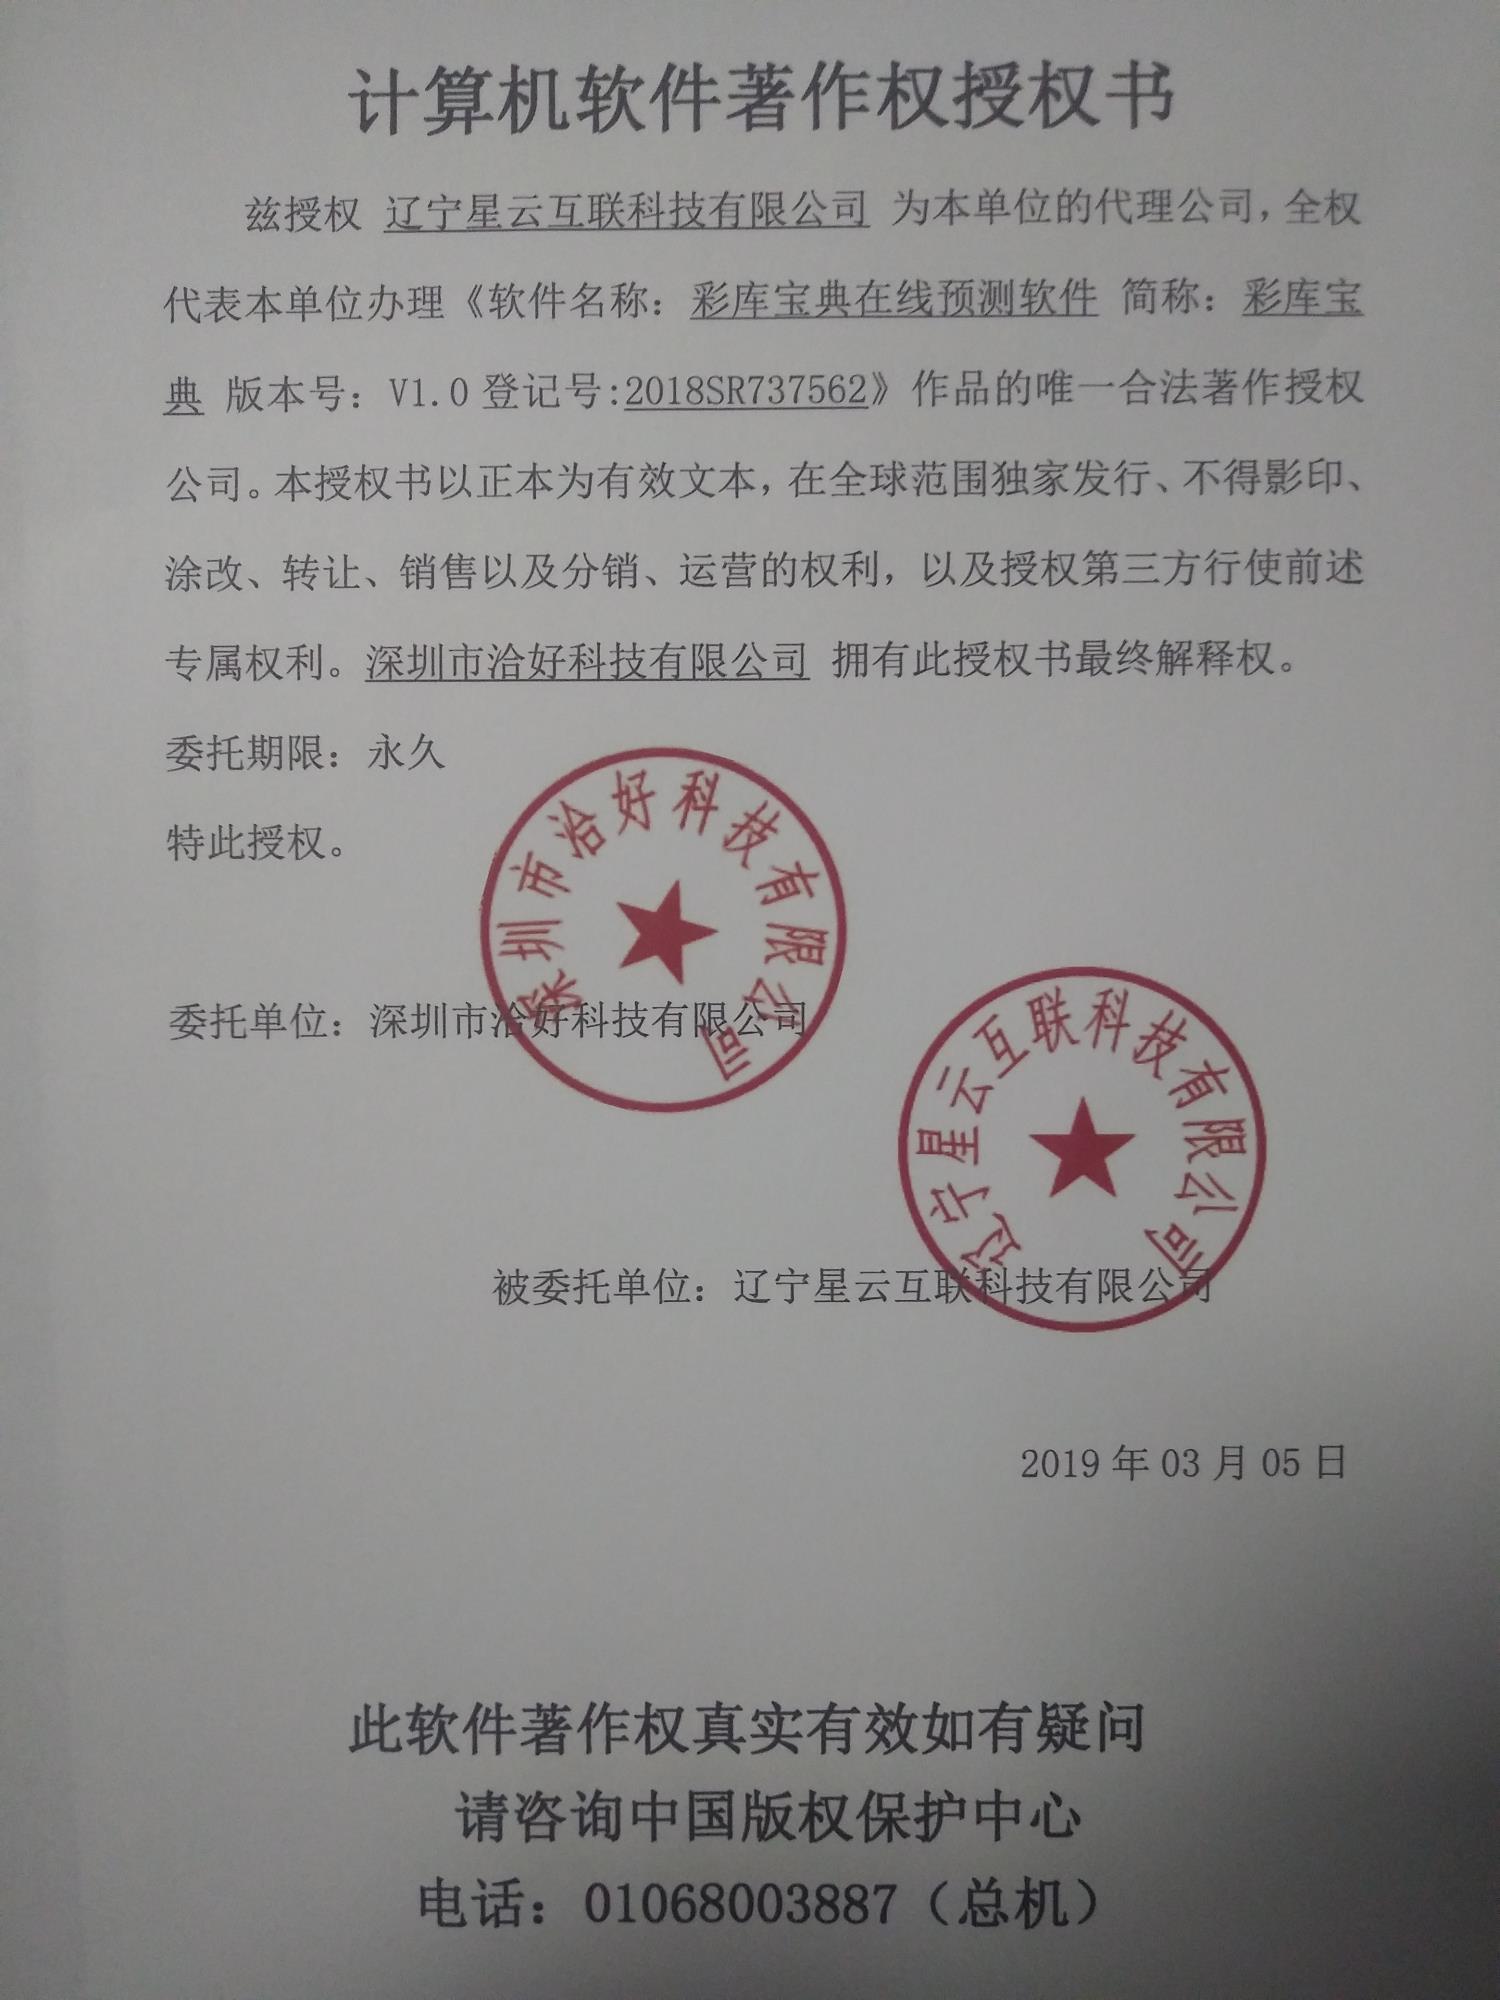 计算机软件著作权授权书
兹授权 辽宁星云互联科技有限公司 为本单位的代理公司，全权
代表本单位办理《软件名称：彩库宝典在线预测软件 简称：彩库宝
典 版本号：V1.0 登记号:2018SR737562》作品的唯一合法著作授权
公司。本授权书以正本为有效文本，在全球范围独家发行、不得影印、
涂改、转让、销售以及分销、运营的权利，以及授权第三方行使前述
专属权利。深圳市洽好科技有限公司 拥有此授权书最终解释权。
委托期限：永久
特此授权。
深圳市洽好科技有限公司
委托单位：深圳市洽好科技有限公司
辽宁星云互联科技有限公司
被委托单位：辽宁星云互联科技有限公司
2019 年 03 月 05 日
此软件著作权真实有效如有疑问
请咨询中国版权保护中心
电话：01068003887（总机）